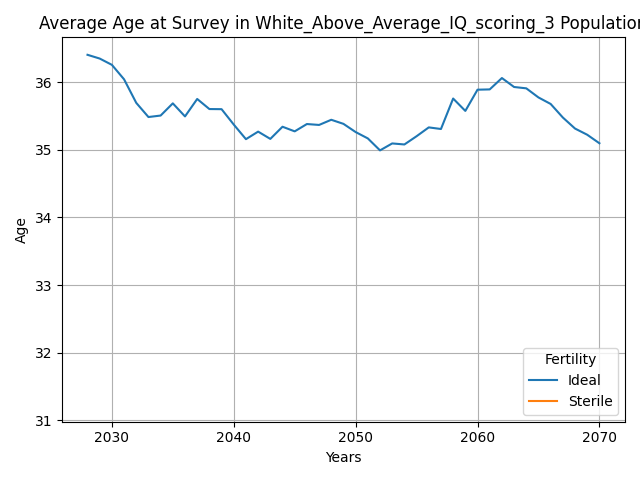 Average Age at Survey in White_Above_Average_IQ_scoring_3 Population
36
35
34
33
32
31
Age
2030 2040 2050 2060 2070
Years
Fertility
Ideal
Sterile